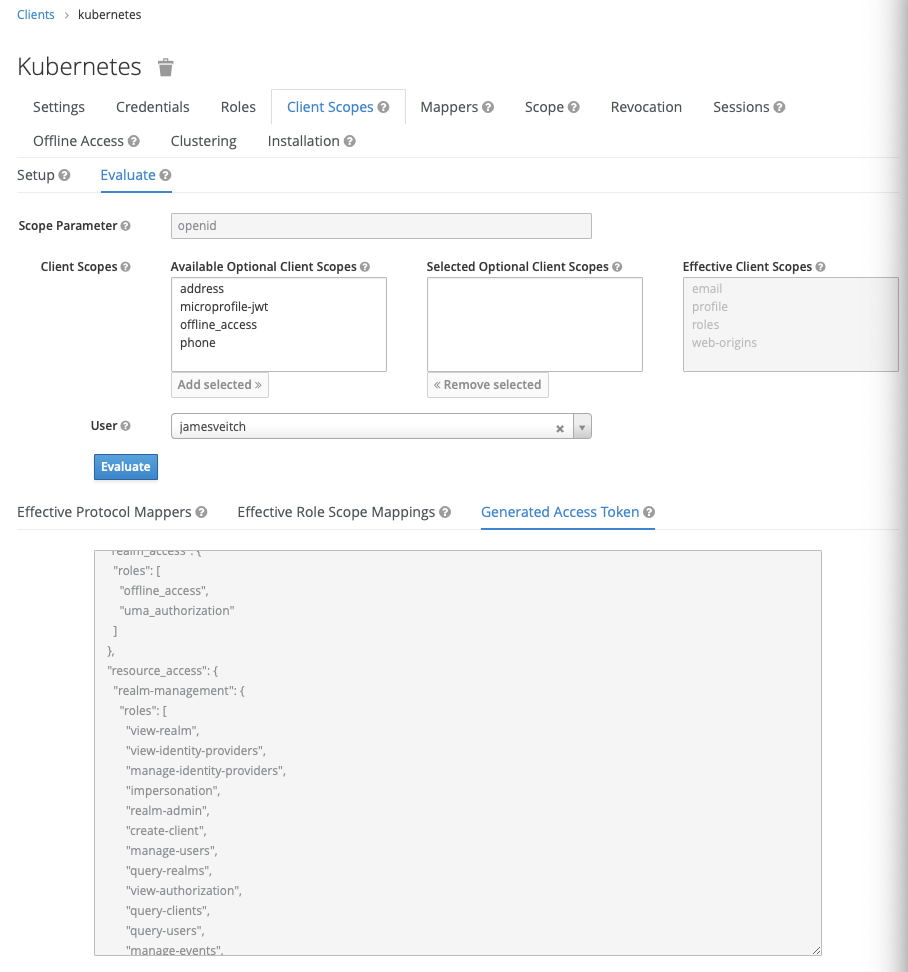 Clients › kubernetes
Kubernetes
Settings Credentials Roles Client Scopes Mappers Scope Revocation Sessions
Offline Access Clustering Installation
Setup Evaluate
Scope Parameter openid
Client Scopes Available Optional Client Scopes Selected Optional Client Scopes Effective Client Scopes
address email
microprofile-jwt profile
offline_access roles
phone web-origins
Add selected » « Remove selected
User jamesveitch
Evaluate
Effective Protocol Mappers Effective Role Scope Mappings Generated Access Token
"realm_access": {
"roles": [
"offline_access",
"uma_authorization"
]
},
"resource_access": {
"realm-management": {
"roles": [
"view-realm",
"view-identity-providers",
"manage-identity-providers",
"impersonation",
"realm-admin",
"create-client",
"manage-users",
"query-realms",
"view-authorization",
"query-clients",
"query-users",
"manage-events",